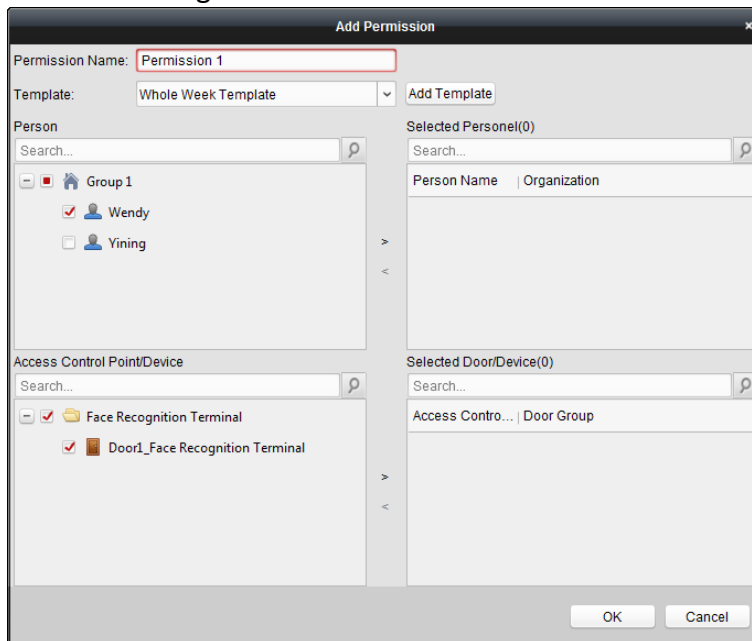 Add Permission
Permission Name: Permission 1
Template: Whole Week Template Add Template
Person Selected Personel(0)
Search... Search...
Group 1 Person Name Organization
Wendy
Yining
>
<
Access Control Point/Device Selected Door/Device(0)
Search... Search...
Face Recognition Terminal Access Contro... Door Group
Door1_Face Recognition Terminal
>
<
OK Cancel